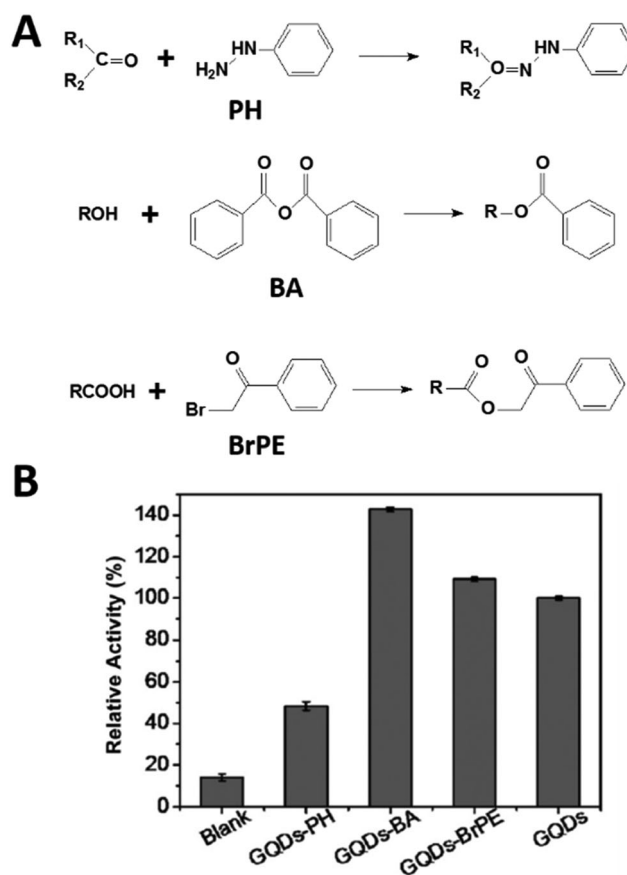 A
R1 C=O R2 + H2N HN → R1 O=N R2 HN
PH
ROH + O O O → R-O O
BA
RCOOH + O Br → R O O O
BrPE
B
Relative Activity (%)
140
120
100
80
60
40
20
0
Blank GQDs-PH GQDs-BA GQDs-BrPE GQDs